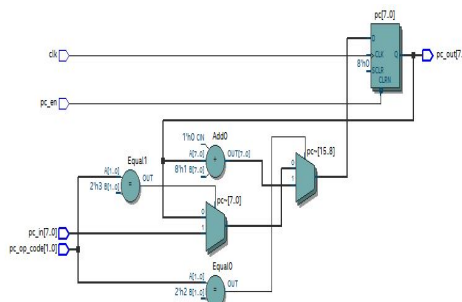 pc[7..0]
clk
D
CLK
Q
pc_out[7..
8'h0
SCLR
CLRN
pc_en
1'h0 CIN
Add0
A[7..0]
OUT[7..0]
8'h1 B[7..0]
+
pc~[15..8]
0
1
Equal1
A[1..0]
OUT
2'h3 B[1..0]
=
pc~[7..0]
0
1
pc_in[7..0]
pc_op_code[1..0]
Equal0
A[1..0]
OUT
2'h2 B[1..0]
=